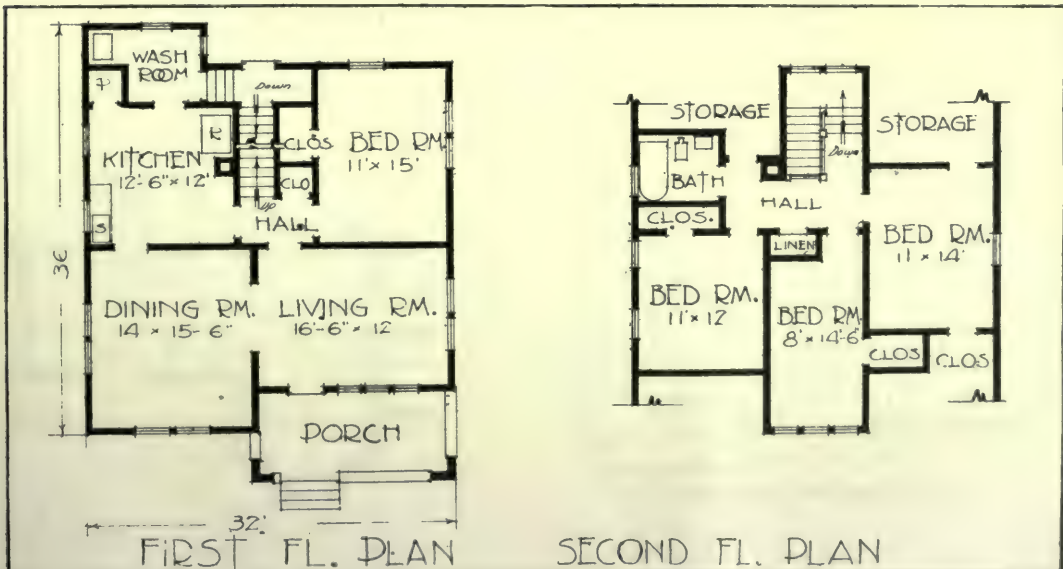 WASH
ROOM
P
Down
R
KITCHEN
12'-6" × 12'
CLOS
BED RM.
11' × 15'
CLO
Up
HALL
S
36
DINING RM.
14 × 15-6"
LIVING RM.
16'-6" × 12'
PORCH
32'
FIRST FL. PLAN
STORAGE
STORAGE
Down
BATH
HALL
CLOS.
LINEN
BED RM.
11' × 14'
BED RM.
11' × 12'
BED RM.
8' × 14'-6"
CLOS
CLOS
SECOND FL. PLAN